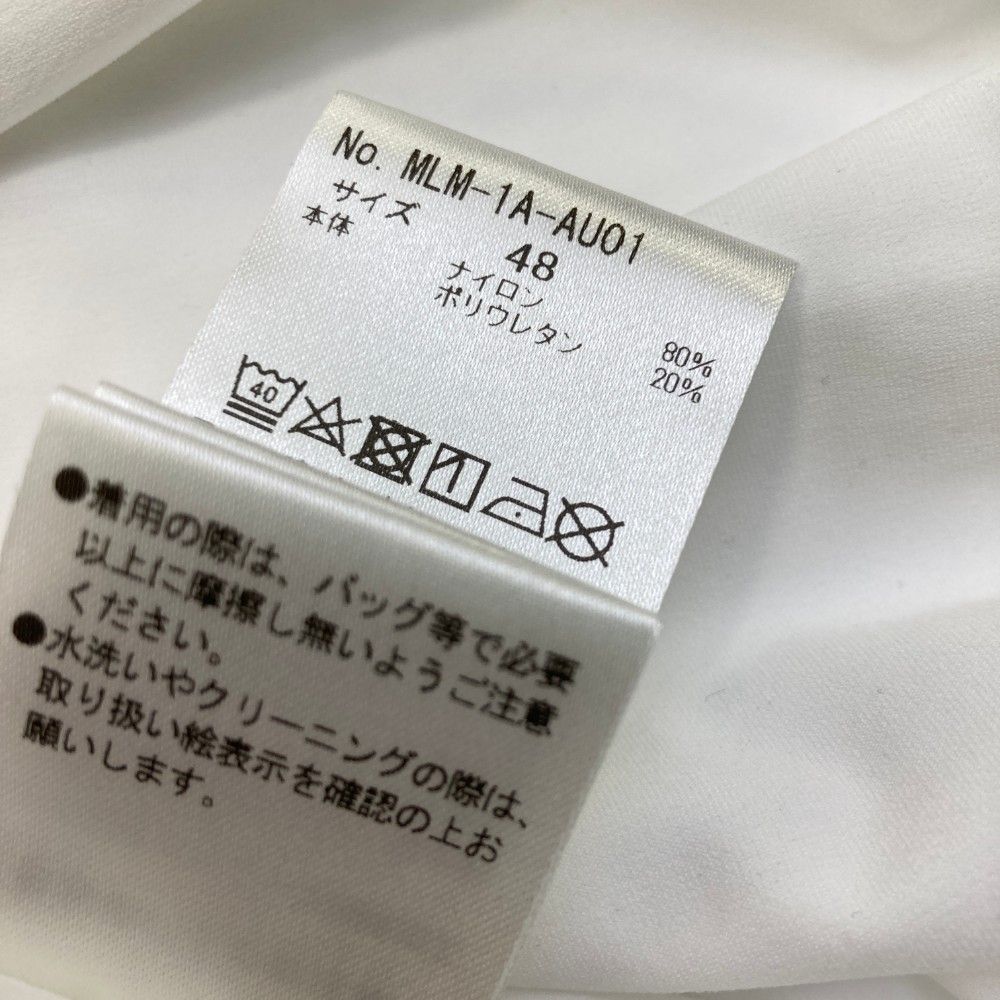 No. MLM-1A-AU01
サイズ 48
本体 ナイロン 80%
ポリウレタン 20%
40
●着用の際は、バッグ等で必要
以上に摩擦し無いようご注意
ください。
●水洗いやクリーニングの際は、
取り扱い絵表示を確認の上お
願いします。